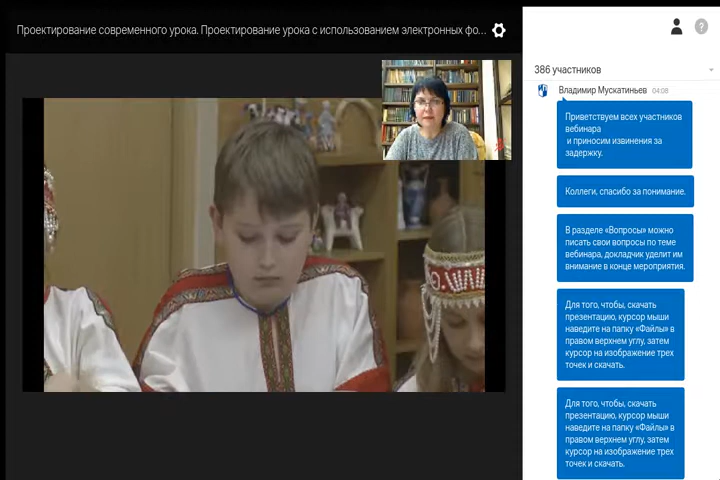 Проектирование современного урока. Проектирование урока с использованием электронных фо...
?
386 участников
Владимир Мускатиньев 04:08
Приветствуем всех участников
вебинара
и приносим извинения за
задержку.
Коллеги, спасибо за понимание.
В разделе «Вопросы» можно
писать свои вопросы по теме
вебинара, докладчик уделит им
внимание в конце мероприятия.
Для того, чтобы, скачать
презентацию, курсор мыши
наведите на папку «Файлы» в
правом верхнем углу, затем
курсор на изображение трех
точек и скачать.
Для того, чтобы, скачать
презентацию, курсор мыши
наведите на папку «Файлы» в
правом верхнем углу, затем
курсор на изображение трех
точек и скачать.